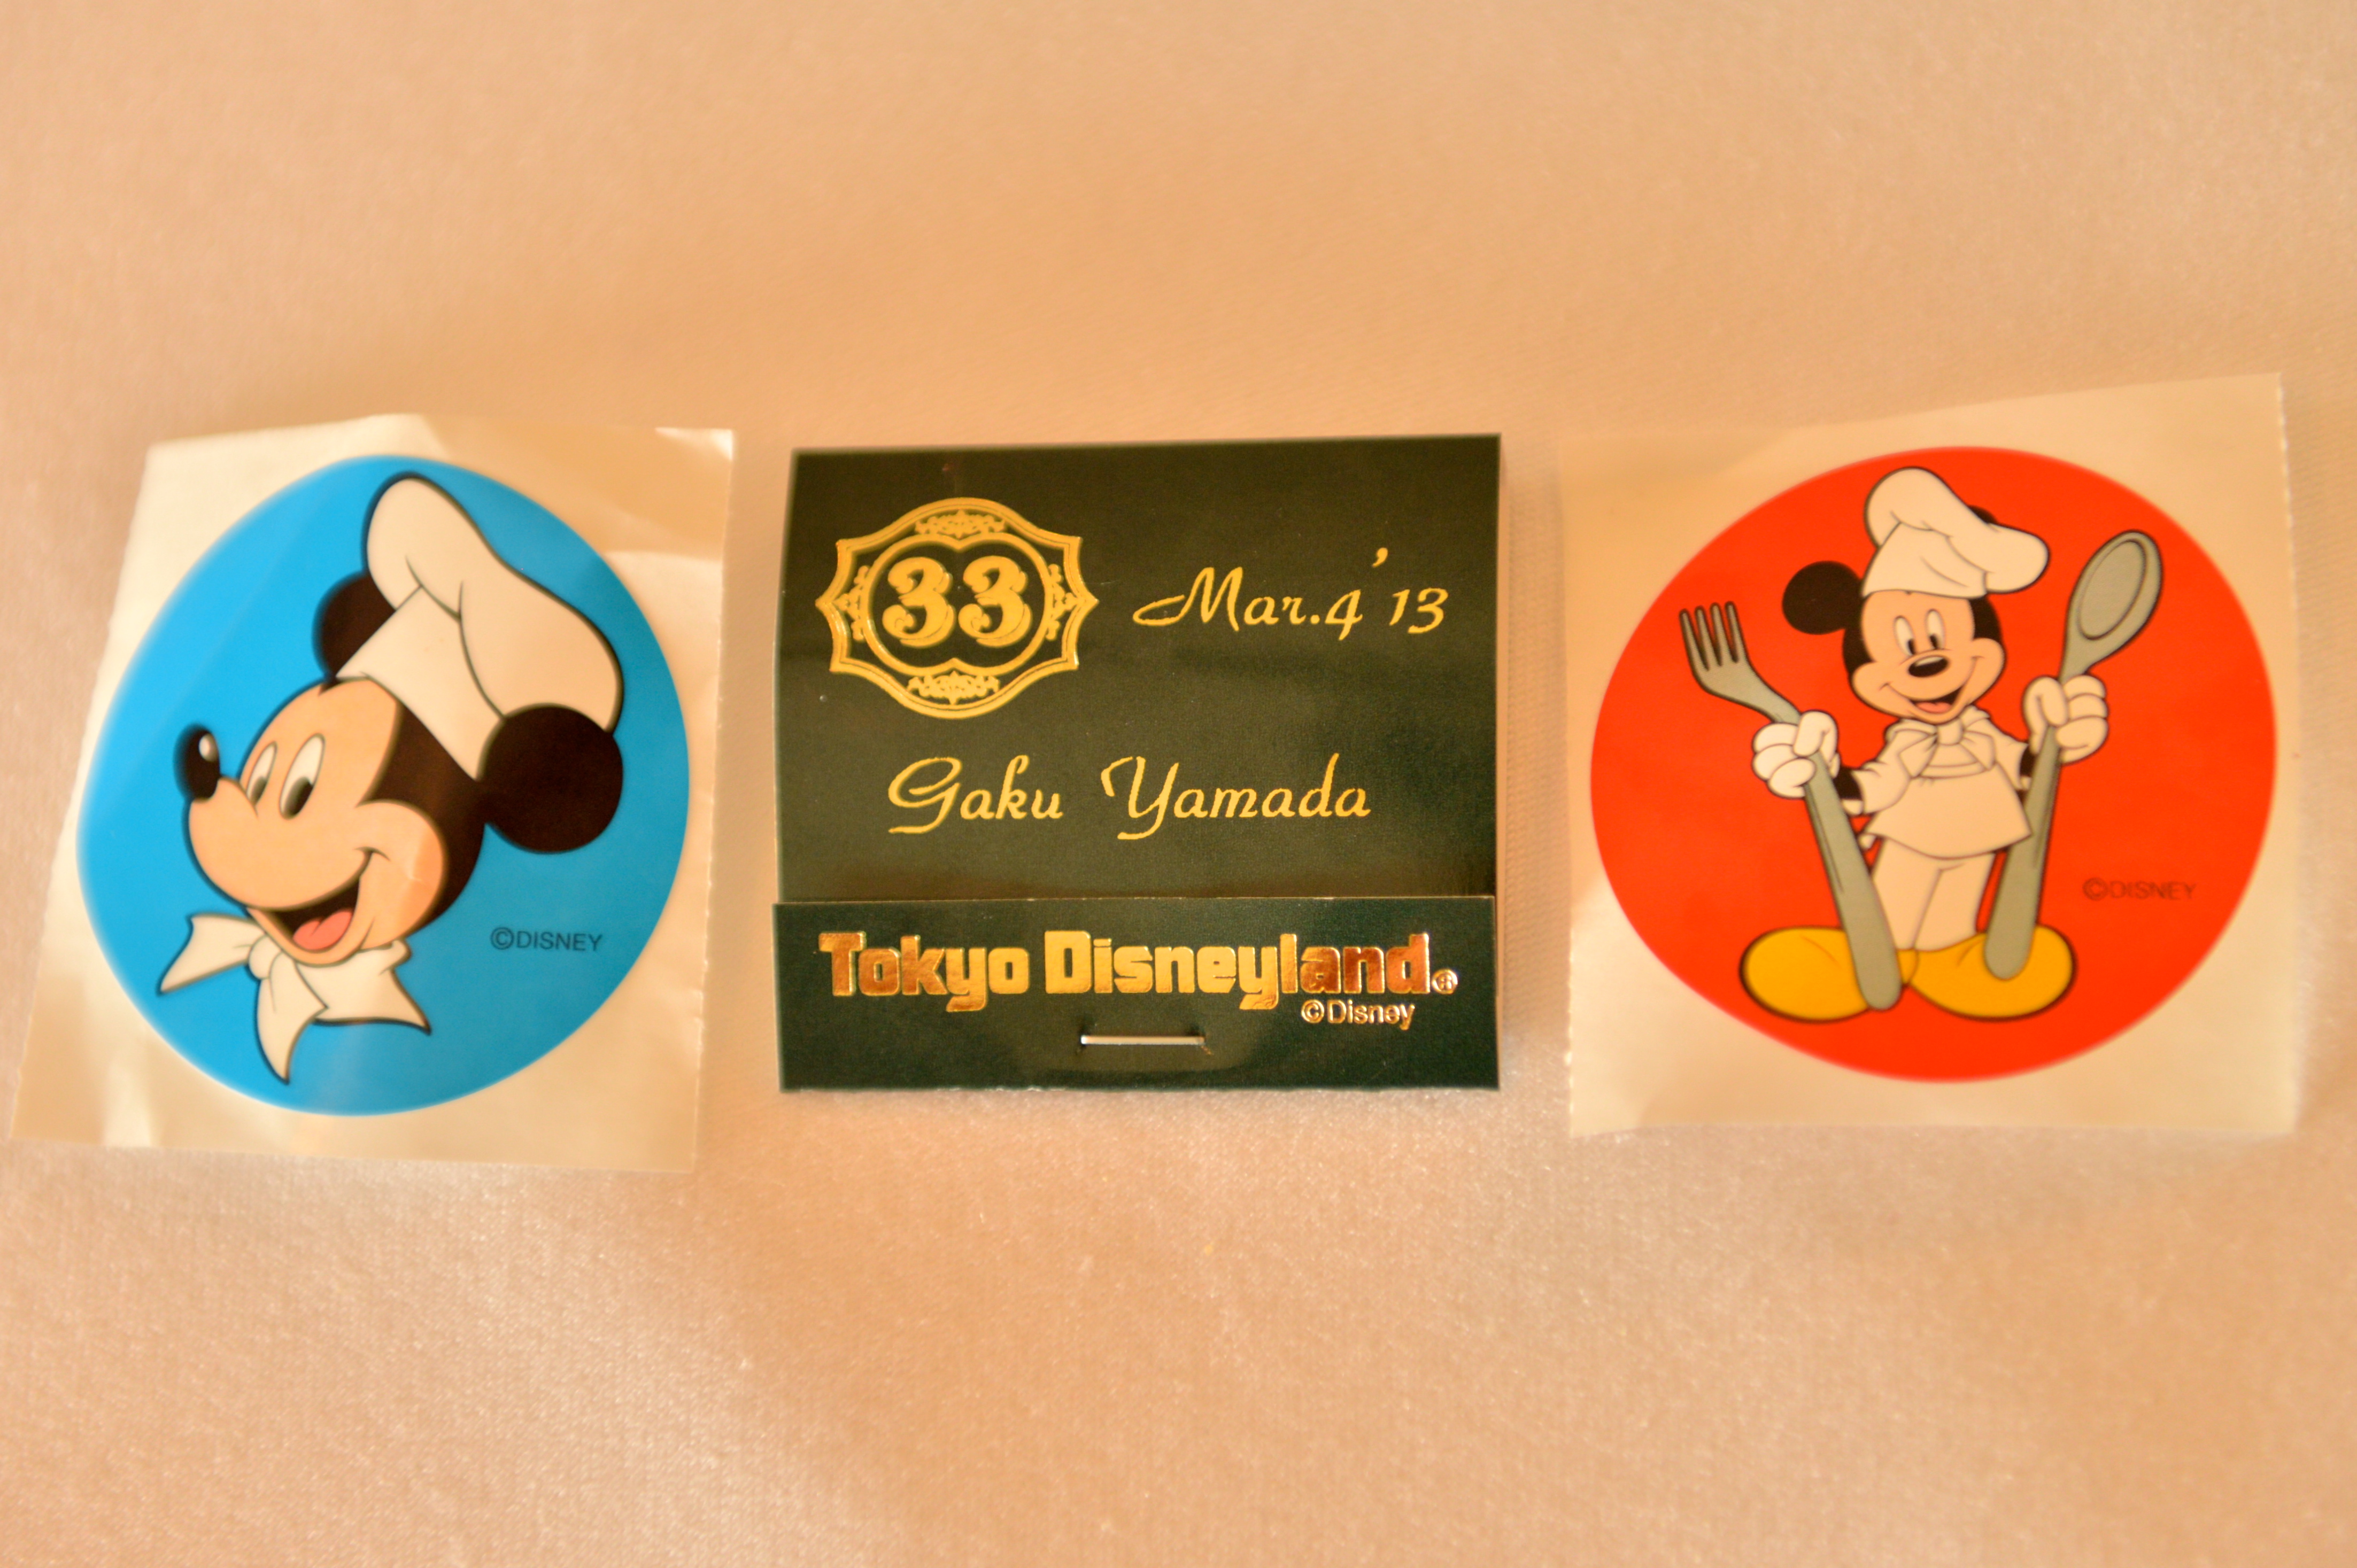 ©DISNEY
33
Mar.4'13
Gaku Yamada
Tokyo Disneyland®
©Disney
©DISNEY